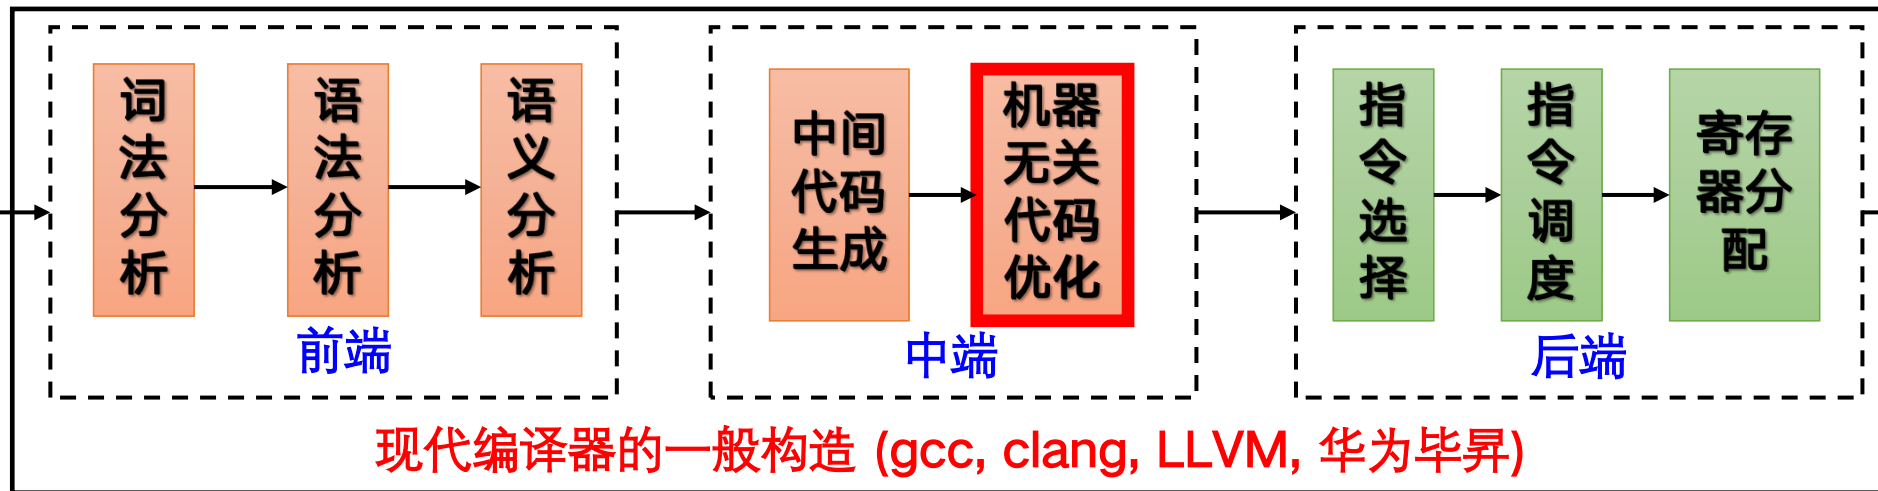 词法分析
语法分析
语义分析
前端
中间
代码
生成
机器
无关
代码
优化
中端
指令选择
指令调度
寄存
器分
配
后端
现代编译器的一般构造 (gcc, clang, LLVM, 华为毕昇)